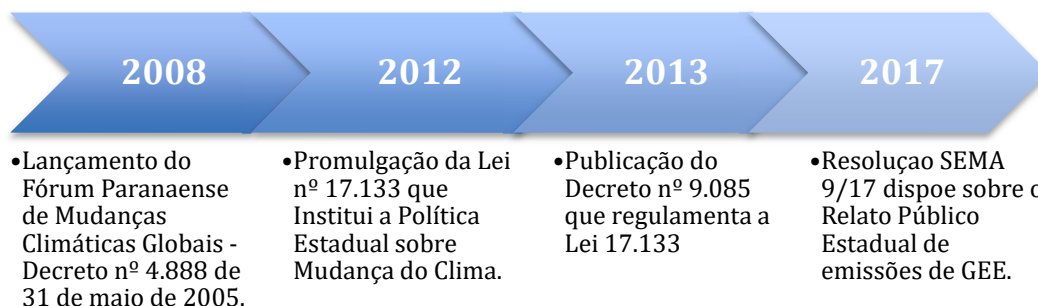 2008
2012
2013
2017
•Lançamento do
Fórum Paranaense
de Mudanças
Climáticas Globais -
Decreto nº 4.888 de
31 de maio de 2005.
•Promulgação da Lei
nº 17.133 que
Institui a Política
Estadual sobre
Mudança do Clima.
•Publicação do
Decreto nº 9.085
que regulamenta a
Lei 17.133
•Resoluçao SEMA
9/17 dispoe sobre o
Relato Público
Estadual de
emissões de GEE.